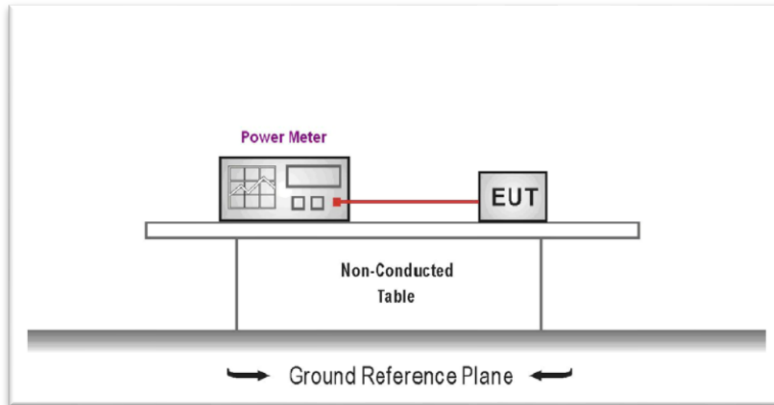 Power Meter
EUT
Non-Conducted
Table
Ground Reference Plane